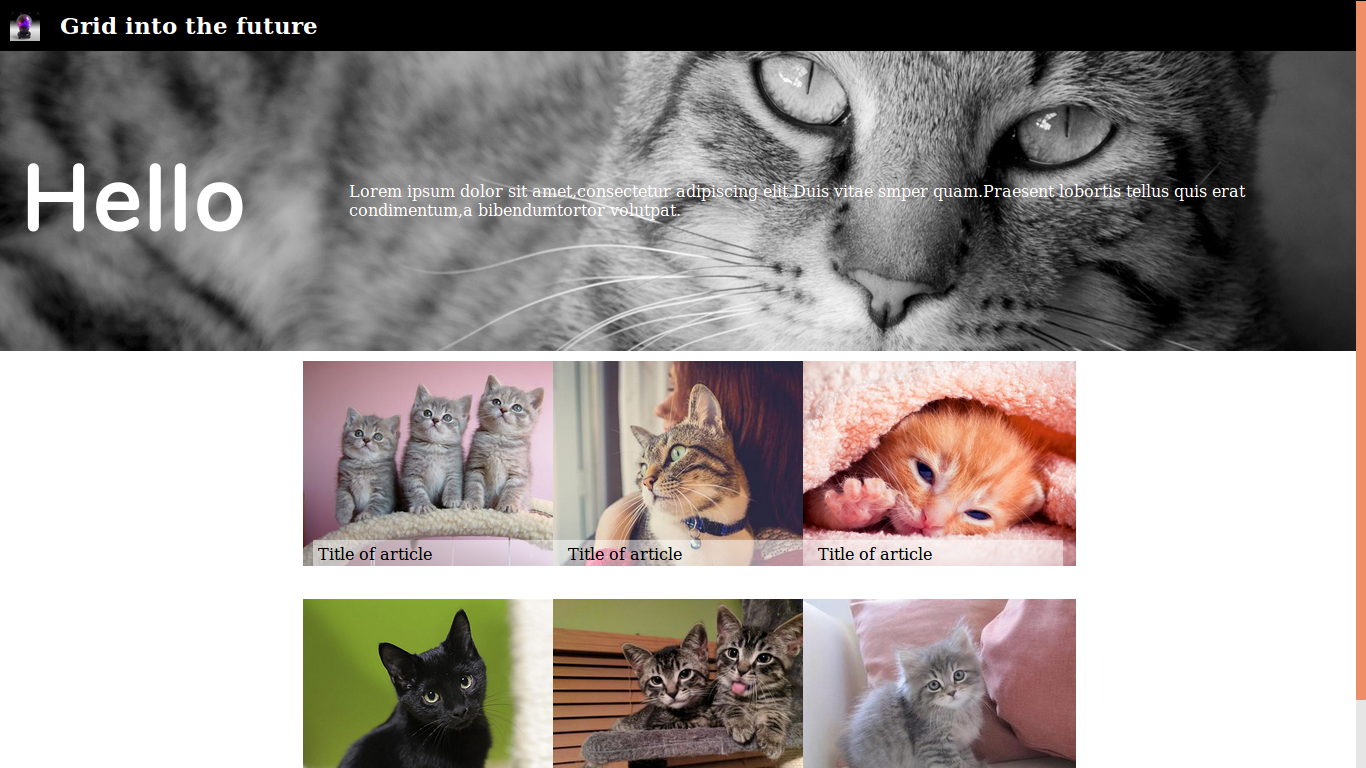 Grid into the future
Hello
Lorem ipsum dolor sit amet,consectetur adipiscing elit.Duis vitae smper quam.Praesent lobortis tellus quis erat
condimentum,a bibendumtortor volutpat.
Title of article
Title of article
Title of article